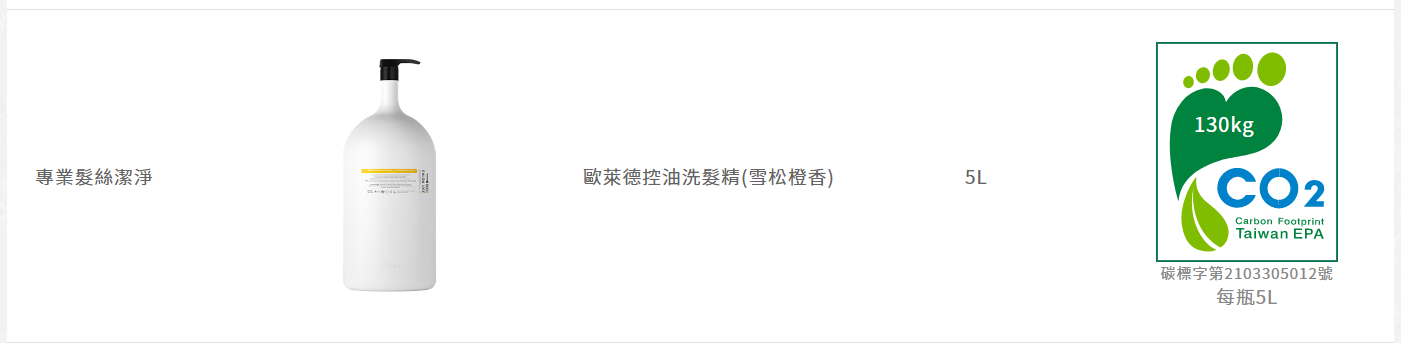 專業髮絲潔淨
歐萊德控油洗髮精(雪松橙香)
5L
130kg
CO2
Carbon Footprint
Taiwan EPA
碳標字第2103305012號
每瓶5L